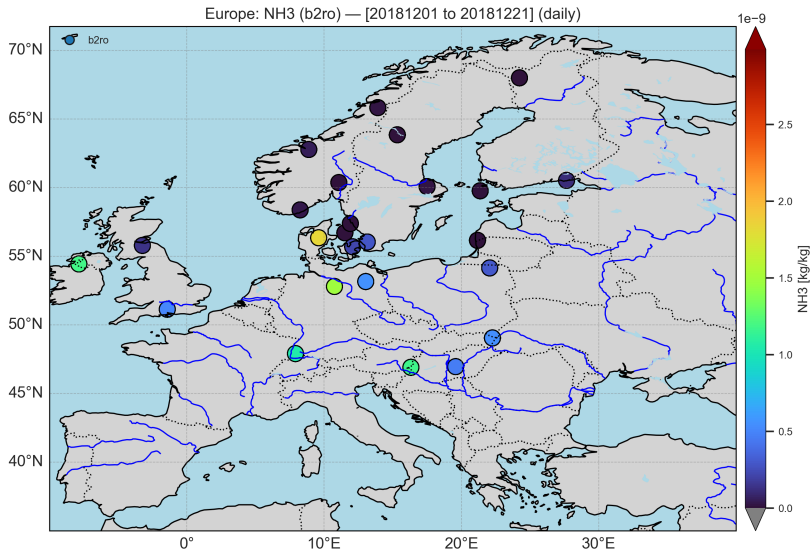 Europe: NH3 (b2ro) — [20181201 to 20181221] (daily)
1e−9
b2ro
70°N
65°N
60°N
55°N
50°N
45°N
40°N
0°E
10°E
20°E
30°E
2.5
2.0
1.5
1.0
0.5
0.0
NH3 [kg/kg]